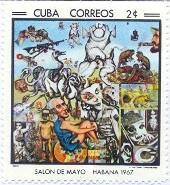 CUBA CORREOS 2¢
SALON DE MAYO HABANA 1967